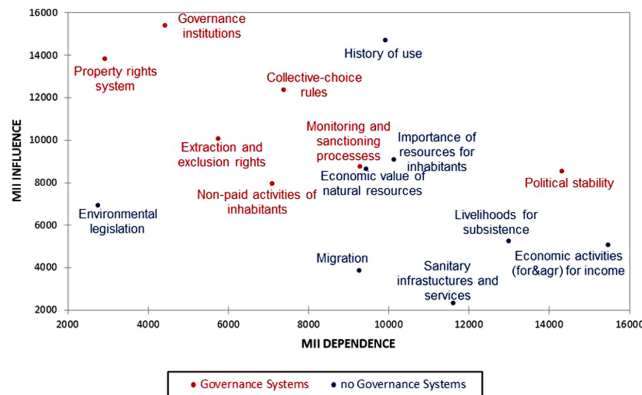 16000
14000
12000
10000
8000
6000
4000
2000
MII INFLUENCE
Governance
institutions
Property rights
system
History of use
Collective-choice
rules
Extraction and
exclusion rights
Monitoring and
sanctioning
processess
Importance of
resources for
inhabitants
Economic value of
natural resources
Non-paid activities of
inhabitants
Political stability
Environmental
legislation
Livelihoods for
subsistence
Migration
Sanitary
infrastuctures and
services
Economic activities
(for&agr) for income
2000 4000 6000 8000 10000 12000 14000 16000
MII DEPENDENCE
Governance Systems no Governance Systems